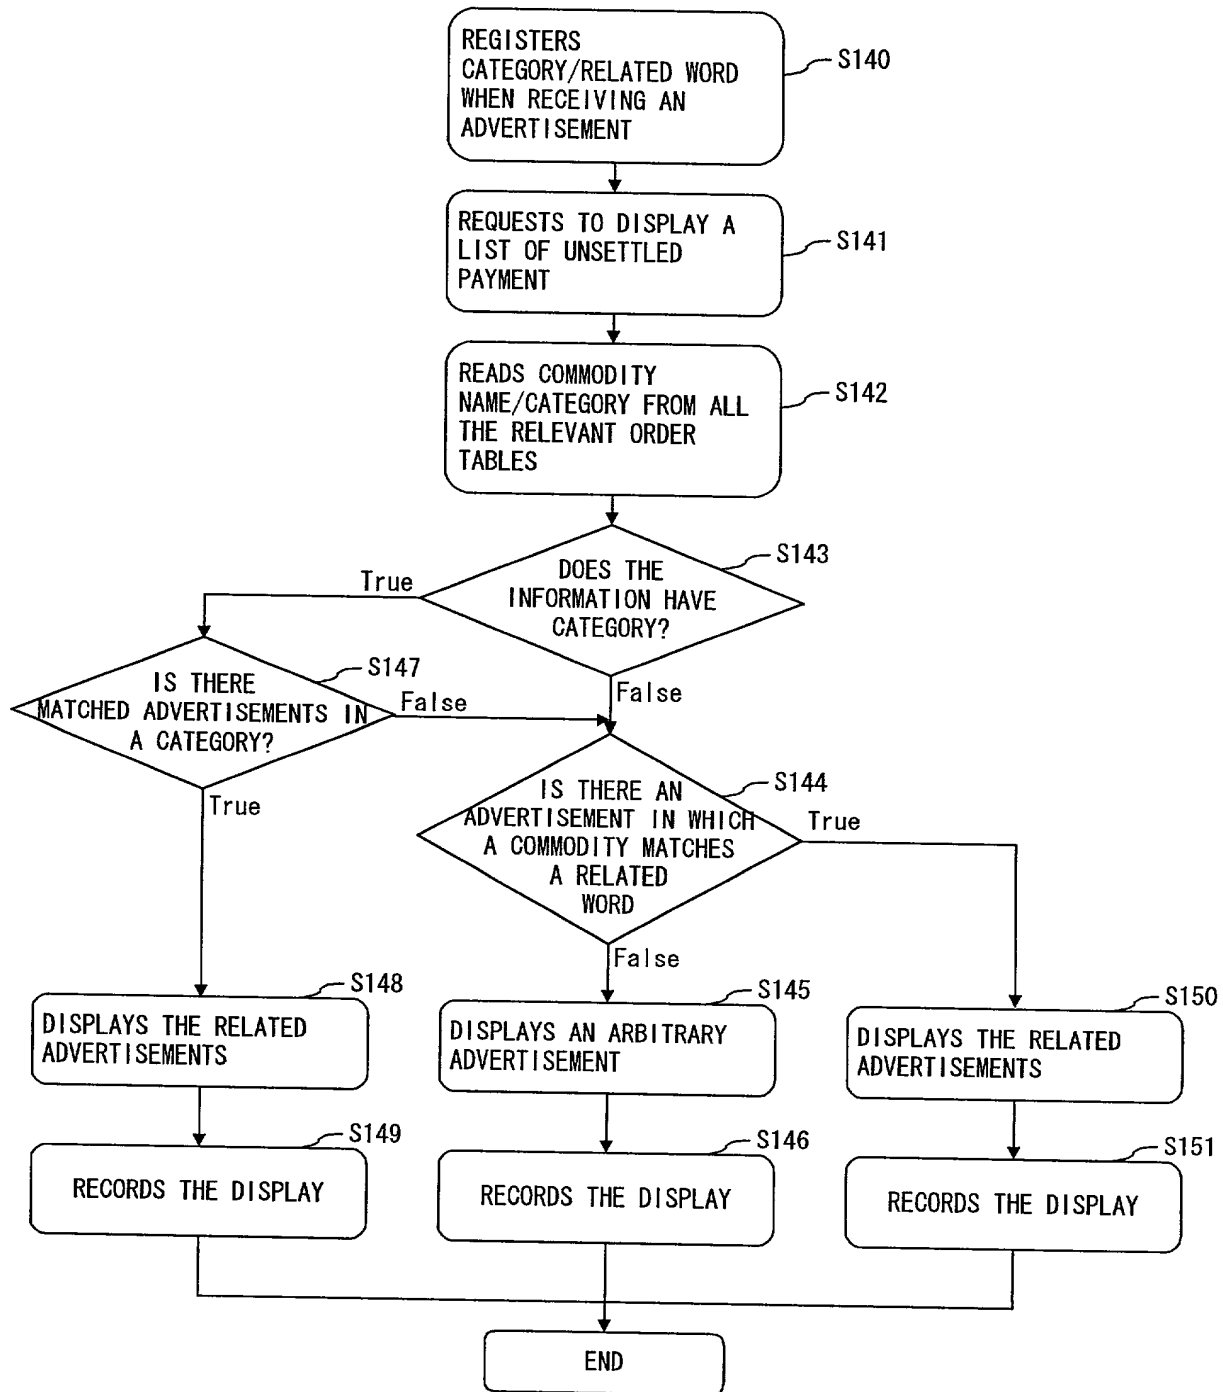 REGISTERS
CATEGORY/RELATED WORD
WHEN RECEIVING AN
ADVERTISEMENT
S140
REQUESTS TO DISPLAY A
LIST OF UNSETTLED
PAYMENT
S141
READS COMMODITY
NAME/CATEGORY FROM ALL
THE RELEVANT ORDER
TABLES
S142
DOES THE
INFORMATION HAVE
CATEGORY?
S143
True
False
IS THERE
MATCHED ADVERTISEMENTS IN
A CATEGORY?
S147
False
True
IS THERE AN
ADVERTISEMENT IN WHICH
A COMMODITY MATCHES
A RELATED
WORD
S144
True
False
DISPLAYS THE RELATED
ADVERTISEMENTS
S148
DISPLAYS AN ARBITRARY
ADVERTISEMENT
S145
DISPLAYS THE RELATED
ADVERTISEMENTS
S150
RECORDS THE DISPLAY
S149
RECORDS THE DISPLAY
S146
RECORDS THE DISPLAY
S151
END